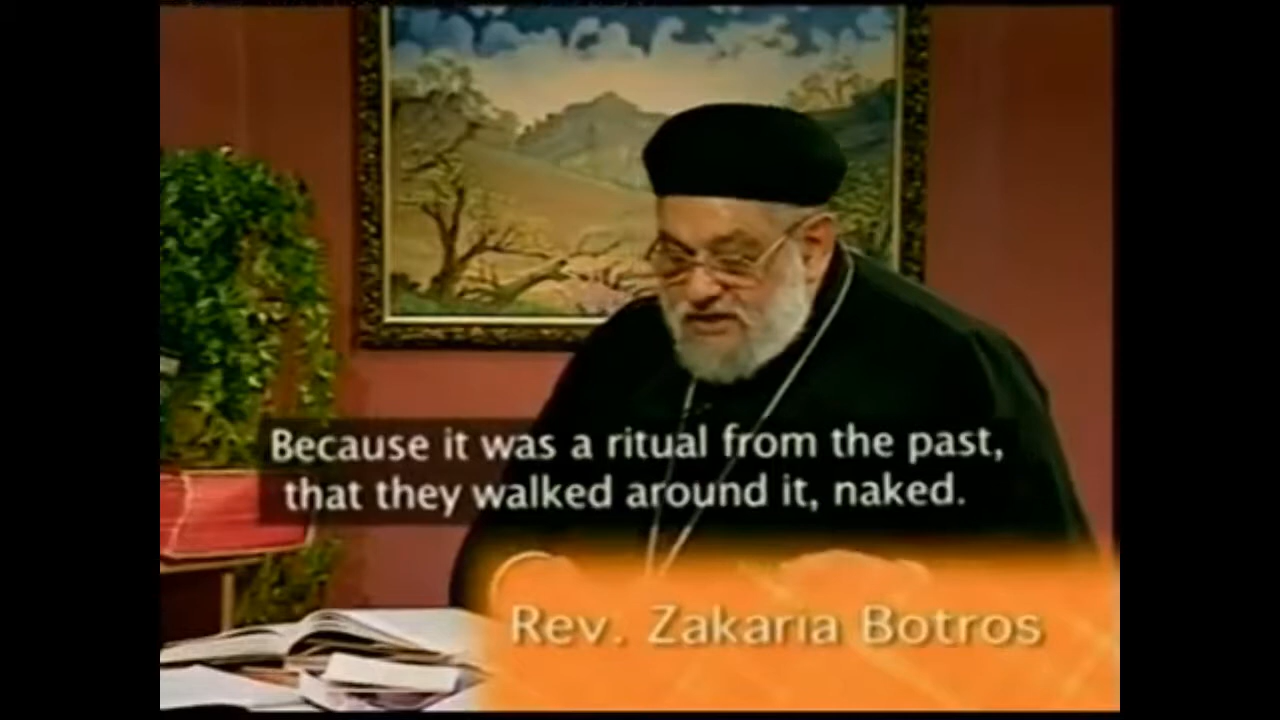 Because it was a ritual from the past,
that they walked around it, naked.
Rev. Zakaria Botros